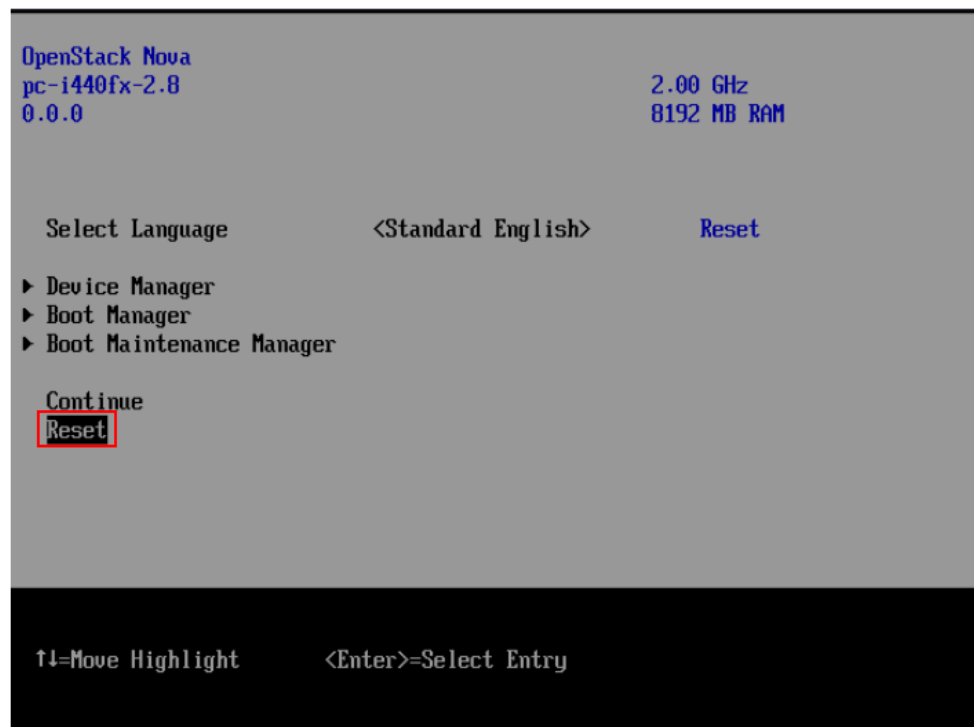 OpenStack Nova
pc-i440fx-2.8 2.00 GHz
0.0.0 8192 MB RAM
Select Language <Standard English> Reset
▶ Device Manager
▶ Boot Manager
▶ Boot Maintenance Manager
Continue
Reset
↑↓=Move Highlight <Enter>=Select Entry